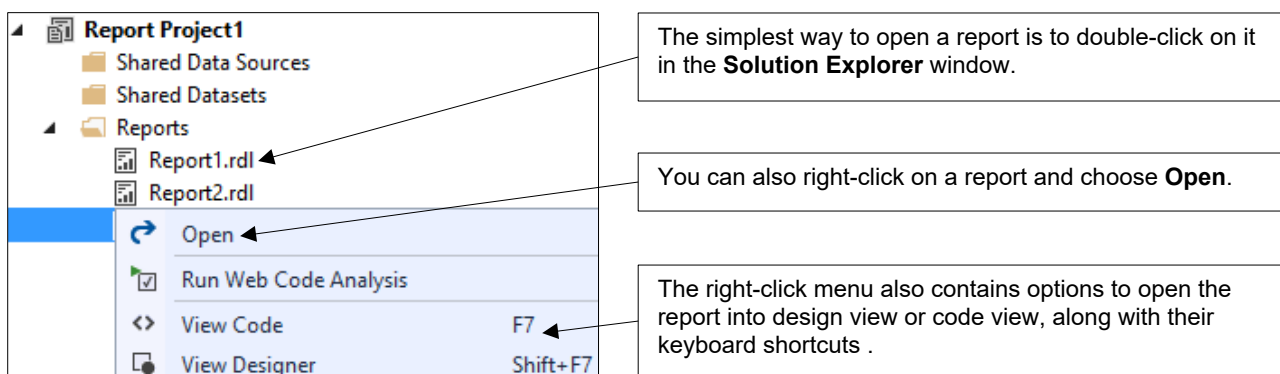 Report Project1
Shared Data Sources
Shared Datasets
Reports
Report1.rdl
Report2.rdl
Open
Run Web Code Analysis
View Code F7
View Designer Shift+F7
The simplest way to open a report is to double-click on it
in the Solution Explorer window.
You can also right-click on a report and choose Open.
The right-click menu also contains options to open the
report into design view or code view, along with their
keyboard shortcuts .